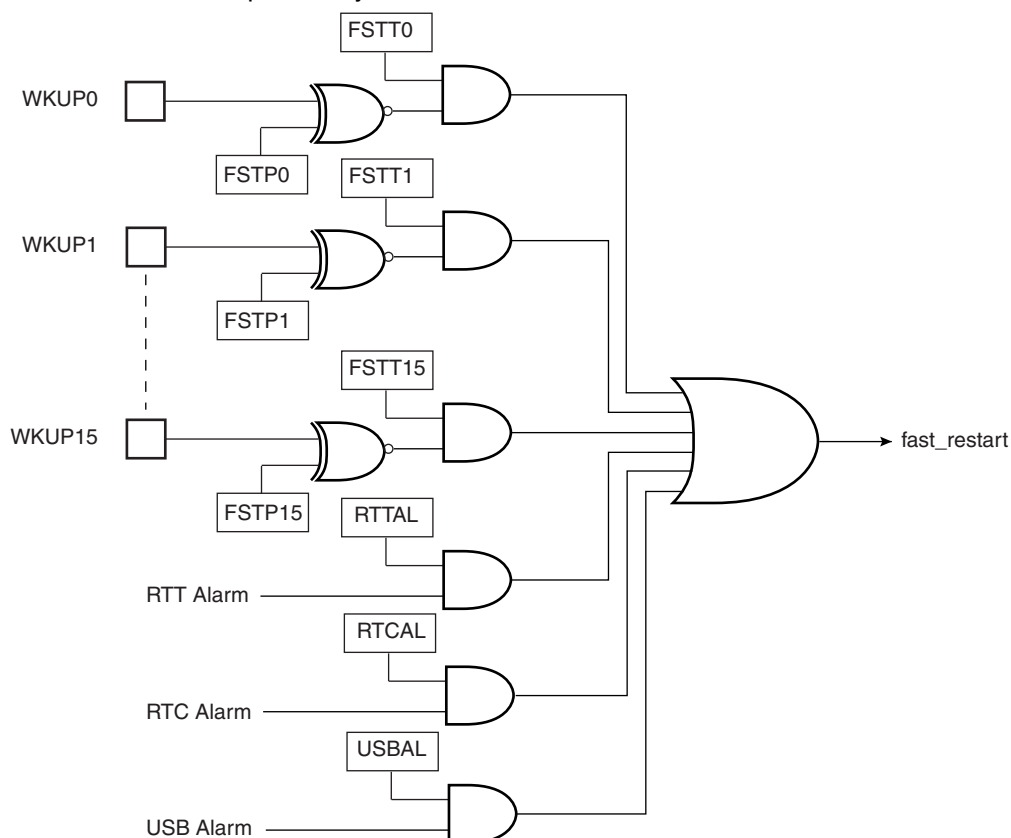 FSTT0
WKUP0
FSTP0
FSTT1
WKUP1
FSTP1
FSTT15
WKUP15
fast_restart
FSTP15
RTTAL
RTT Alarm
RTCAL
RTC Alarm
USBAL
USB Alarm